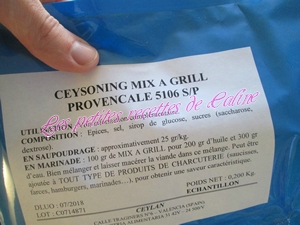 CEYSONING MIX A GRILL
PROVENCALE 5106 S/P
Les petites recettes de Caline
UTILISATION
Composition : Epices, sel, sirop de glucose, sucres (saccharose,
dextrose).
EN SAUPOUDRAGE : approximativement 25 gr/kg.
EN MARINADE : 100 gr de MIX A GRILL pour 200 gr d'huile et 300 gr
d'eau. Bien mélanger et laisser macérer la viande dans ce mélange. Peut être
ajoutée à TOUT TYPE DE PRODUITS DE CHARCUTERIE (saucisses,
farces, hamburgers, marinades...), pour obtenir une saveur caractéristique.
DLUO : 07/2018
POIDS NET : 0,200 Kg.
LOT : C9714871
ECHANTILLON
CEYLAN
VALENCIA (SPAIN)